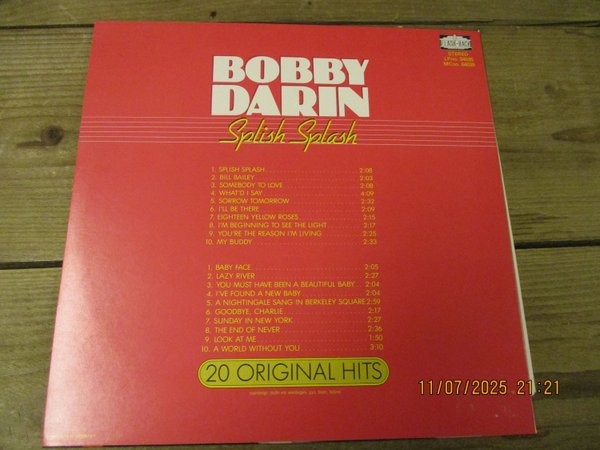 FLASH-BACK
STEREO
BOBBY
DARIN
Splish Splash
1. SPLISH SPLASH 2:08
2. BILL BAILEY 2:03
3. SOMEBODY TO LOVE 2:08
4. WHAT'D I SAY 4:09
5. SORROW TOMORROW 2:32
6. I'LL BE THERE 2:09
7. EIGHTEEN YELLOW ROSES 2:15
8. I'M BEGINNING TO SEE THE LIGHT 2:17
9. YOU'RE THE REASON I'M LIVING 2:25
10. MY BUDDY 2:33
1. BABY FACE 2:05
2. LAZY RIVER 2:27
3. YOU MUST HAVE BEEN A BEAUTIFUL BABY 2:04
4. I'VE FOUND A NEW BABY 2:04
5. A NIGHTINGALE SANG IN BERKELEY SQUARE 2:59
6. GOODBYE, CHARLIE 2:17
7. SUNDAY IN NEW YORK 2:27
8. THE END OF NEVER 2:36
9. LOOK AT ME 1:50
10. A WORLD WITHOUT YOU 3:10
20 ORIGINAL HITS
11/07/2025 21:21